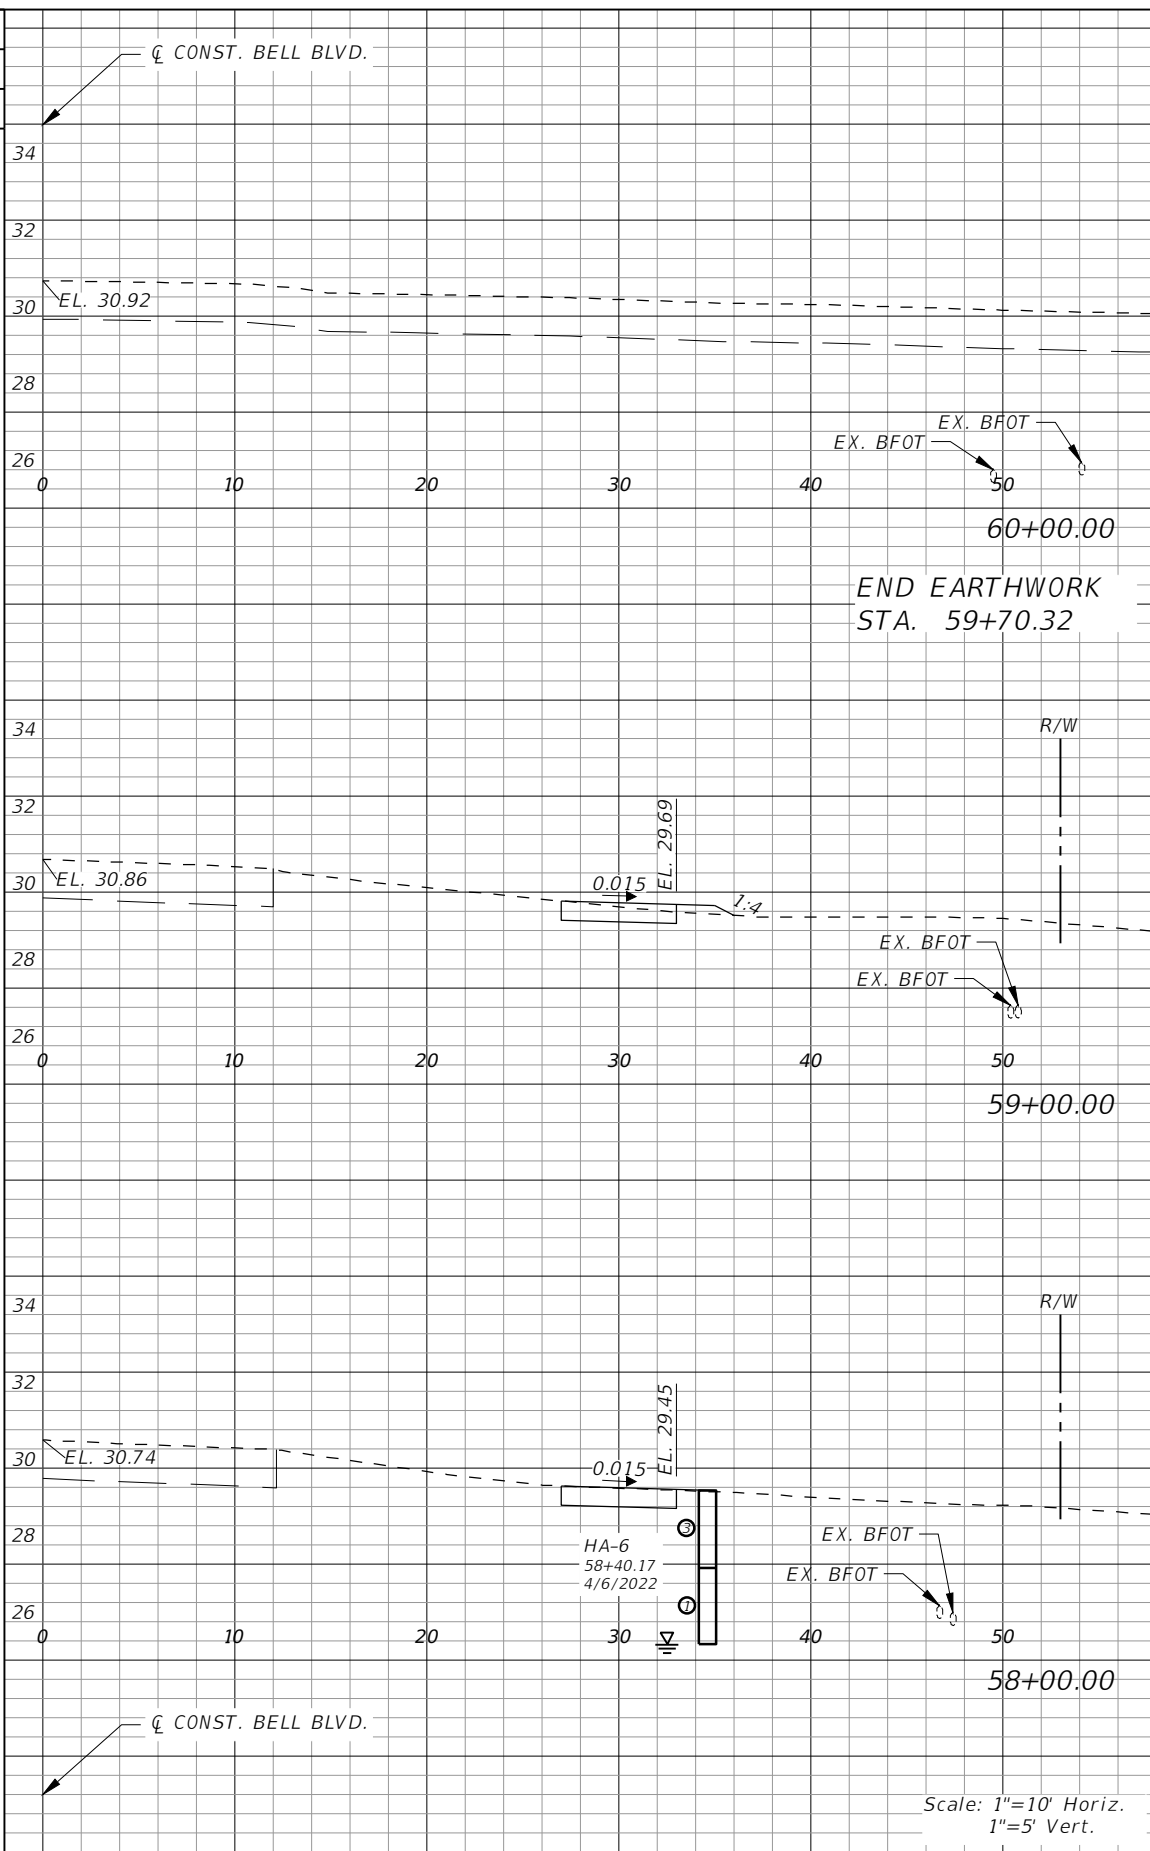 ℄ CONST. BELL BLVD.
34
32
EL. 30.92
30
28
EX. BFOT
EX. BFOT
26
0 10 20 30 40 50
60+00.00
END EARTHWORK
STA. 59+70.32
34
R/W
32
EL. 29.69
30
EL. 30.86
0.015
1:4
EX. BFOT
28
EX. BFOT
26
0 10 20 30 40 50
59+00.00
34
R/W
32
EL. 29.45
30
EL. 30.74
0.015
3
28
EX. BFOT
HA-6
58+40.17
4/6/2022
EX. BFOT
1
26
0 10 20 30 40 50
58+00.00
℄ CONST. BELL BLVD.
Scale: 1"=10' Horiz.
1"=5' Vert.